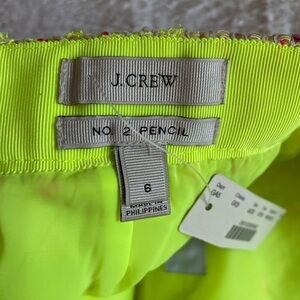 J.CREW
NO. 2 PENCIL
6
MADE IN
PHILIPPINES